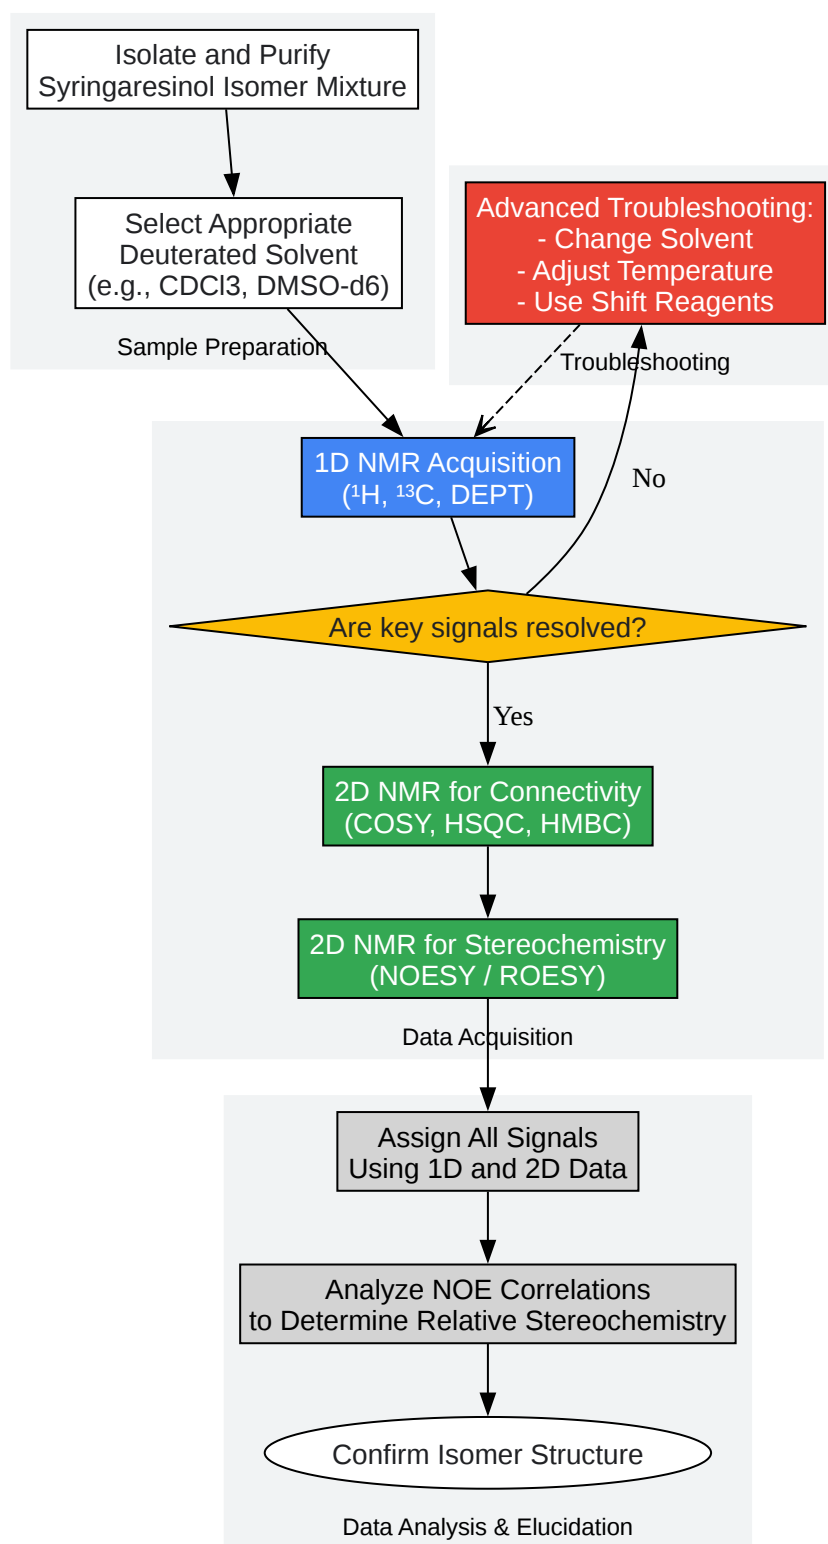 Isolate and Purify
Syringaresinol Isomer Mixture
Select Appropriate
Deuterated Solvent
(e.g., CDCl3, DMSO-d6)
Sample Preparation
Advanced Troubleshooting:
- Change Solvent
- Adjust Temperature
- Use Shift Reagents
Troubleshooting
1D NMR Acquisition
(¹H, ¹³C, DEPT)
No
Are key signals resolved?
Yes
2D NMR for Connectivity
(COSY, HSQC, HMBC)
2D NMR for Stereochemistry
(NOESY / ROESY)
Data Acquisition
Assign All Signals
Using 1D and 2D Data
Analyze NOE Correlations
to Determine Relative Stereochemistry
Confirm Isomer Structure
Data Analysis & Elucidation